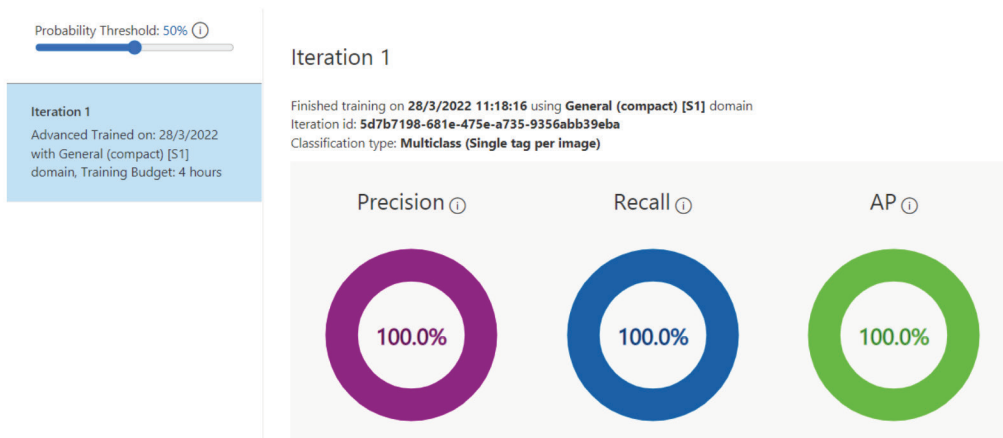 Probability Threshold: 50%
Iteration 1
Advanced Trained on: 28/3/2022
with General (compact) [S1]
domain, Training Budget: 4 hours
Iteration 1
Finished training on 28/3/2022 11:18:16 using General (compact) [S1] domain
Iteration id: 5d7b7198-681e-475e-a735-9356abb39eba
Classification type: Multiclass (Single tag per image)
Precision
Recall
AP
100.0%
100.0%
100.0%